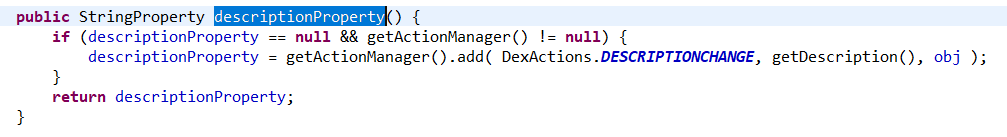 public StringProperty descriptionProperty() {
if (descriptionProperty == null && getActionManager() != null) {
descriptionProperty = getActionManager().add( DexActions.DESCRIPTIONCHANGE, getDescription(), obj );
}
return descriptionProperty;
}